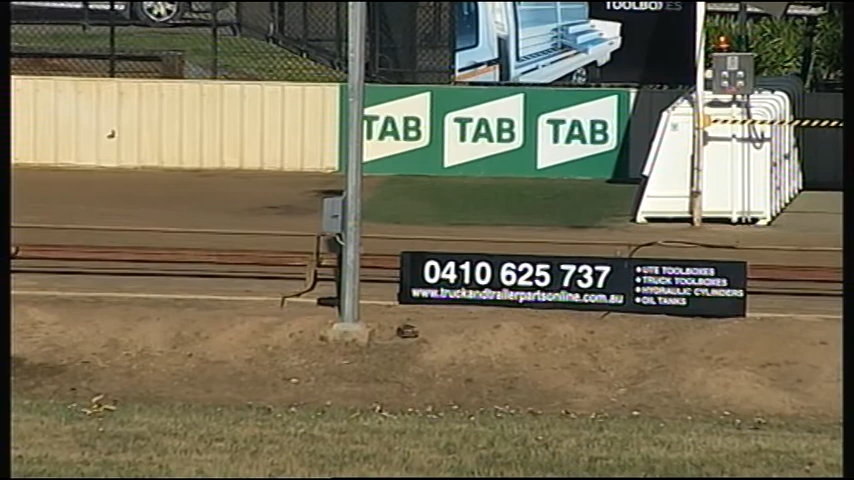 TOOLBOXES
TAB TAB TAB
0410 625 737
www.truckandtrailerpartsonline.com.au
UTE TOOLBOXES
TRUCK TOOLBOXES
HYDRAULIC CYLINDERS
OIL TANKS